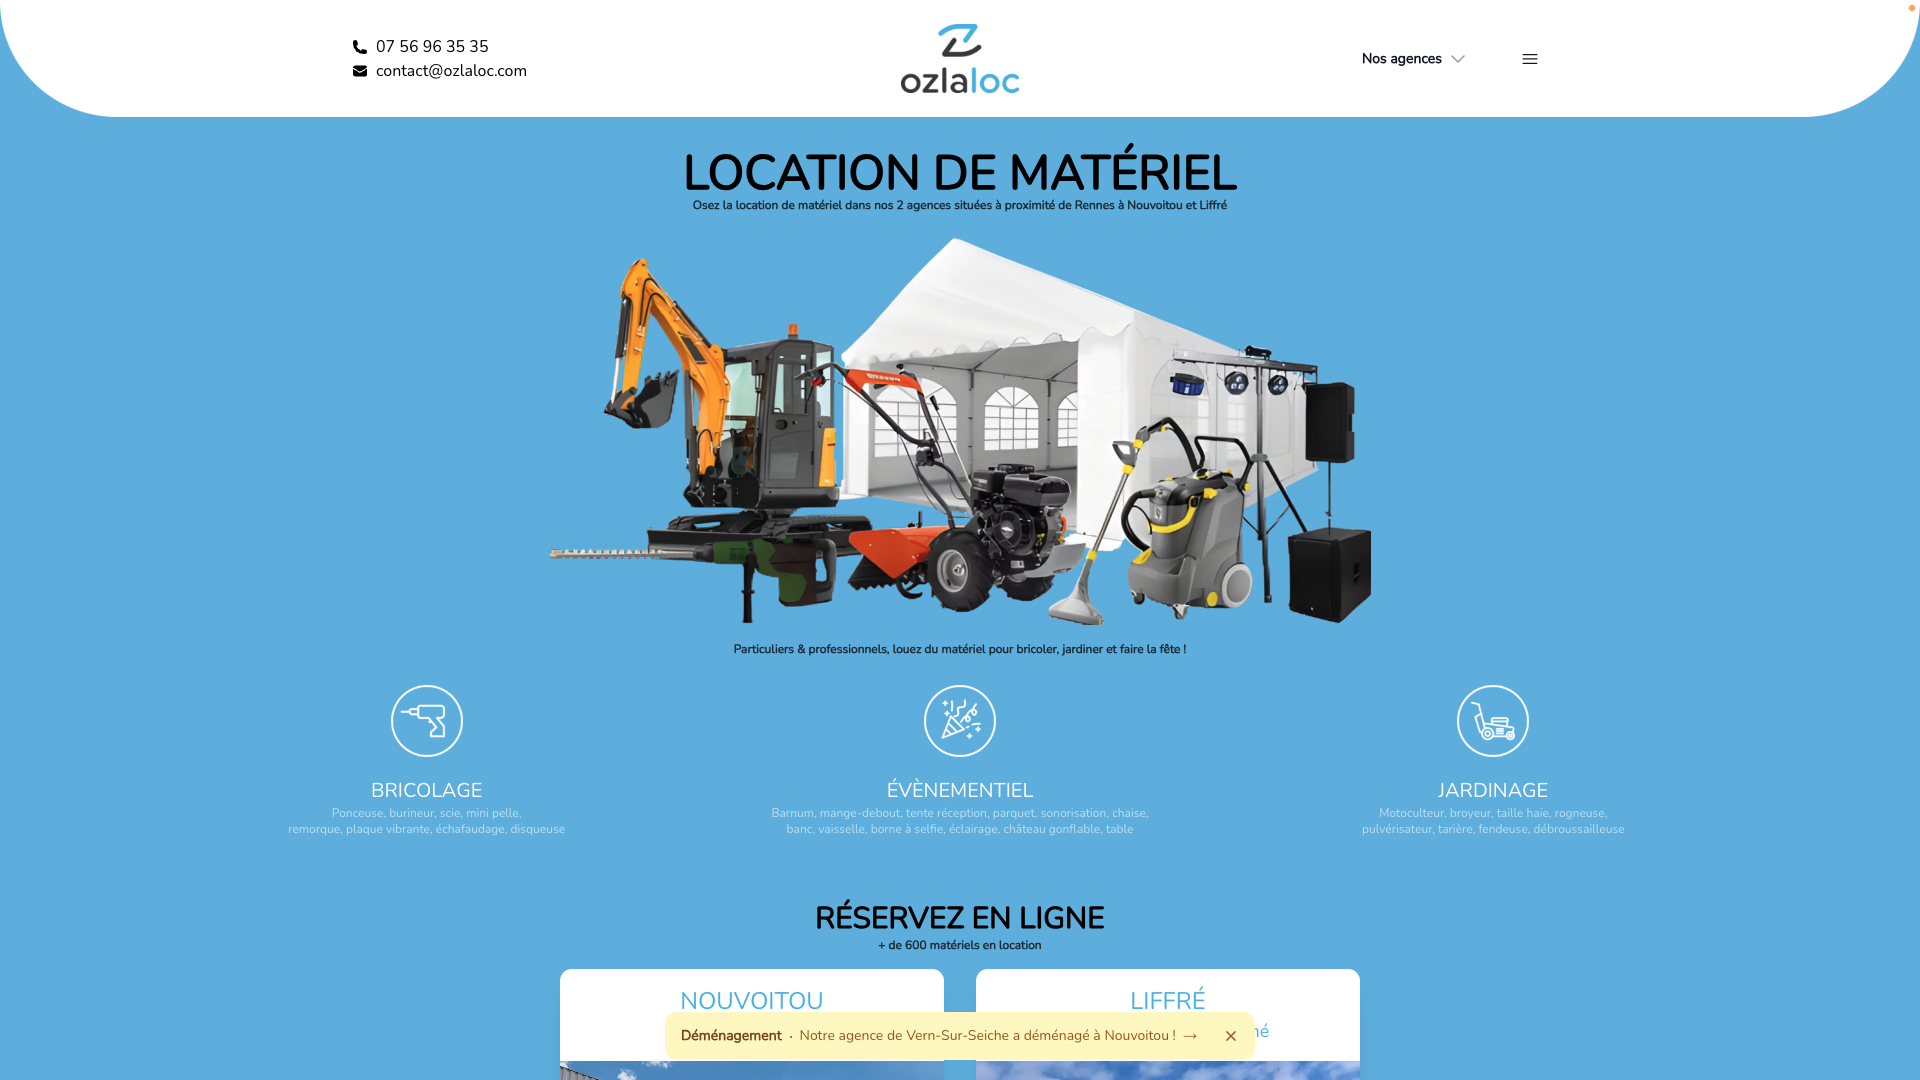 07 56 96 35 35
contact@ozlaloc.com
ozlaloc
Nos agences
LOCATION DE MATÉRIEL
Osez la location de matériel dans nos 2 agences situées à proximité de Rennes à Nouvoitou et Liffré
Particuliers & professionnels, louez du matériel pour bricoler, jardiner et faire la fête !
BRICOLAGE
Ponceuse, burineur, scie, mini pelle,
remorque, plaque vibrante, échafaudage, disqueuse
ÉVÈNEMENTIEL
Barnum, mange-debout, tente réception, parquet, sonorisation, chaise,
banc, vaisselle, borne à selfie, éclairage, château gonflable, table
JARDINAGE
Motoculteur, broyeur, taille haie, rogneuse,
pulvérisateur, tarière, fendeuse, débroussailleuse
RÉSERVEZ EN LIGNE
+ de 600 matériels en location
NOUVOITOU
LIFFRÉ
Déménagement · Notre agence de Vern-Sur-Seiche a déménagé à Nouvoitou ! →